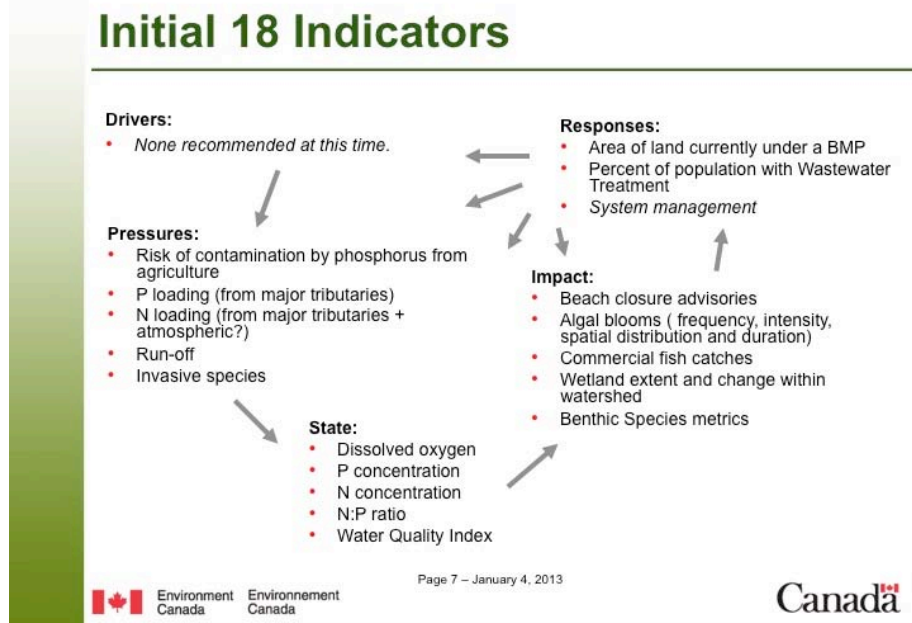 Initial 18 Indicators
Drivers:
• None recommended at this time.
Pressures:
• Risk of contamination by phosphorus from
agriculture
• P loading (from major tributaries)
• N loading (from major tributaries +
atmospheric?)
• Run-off
• Invasive species
State:
• Dissolved oxygen
• P concentration
• N concentration
• N:P ratio
• Water Quality Index
Impact:
• Beach closure advisories
• Algal blooms ( frequency, intensity,
spatial distribution and duration)
• Commercial fish catches
• Wetland extent and change within
watershed
• Benthic Species metrics
Responses:
• Area of land currently under a BMP
• Percent of population with Wastewater
Treatment
• System management
Page 7 – January 4, 2013
Environment
Canada
Environnement
Canada
Canada